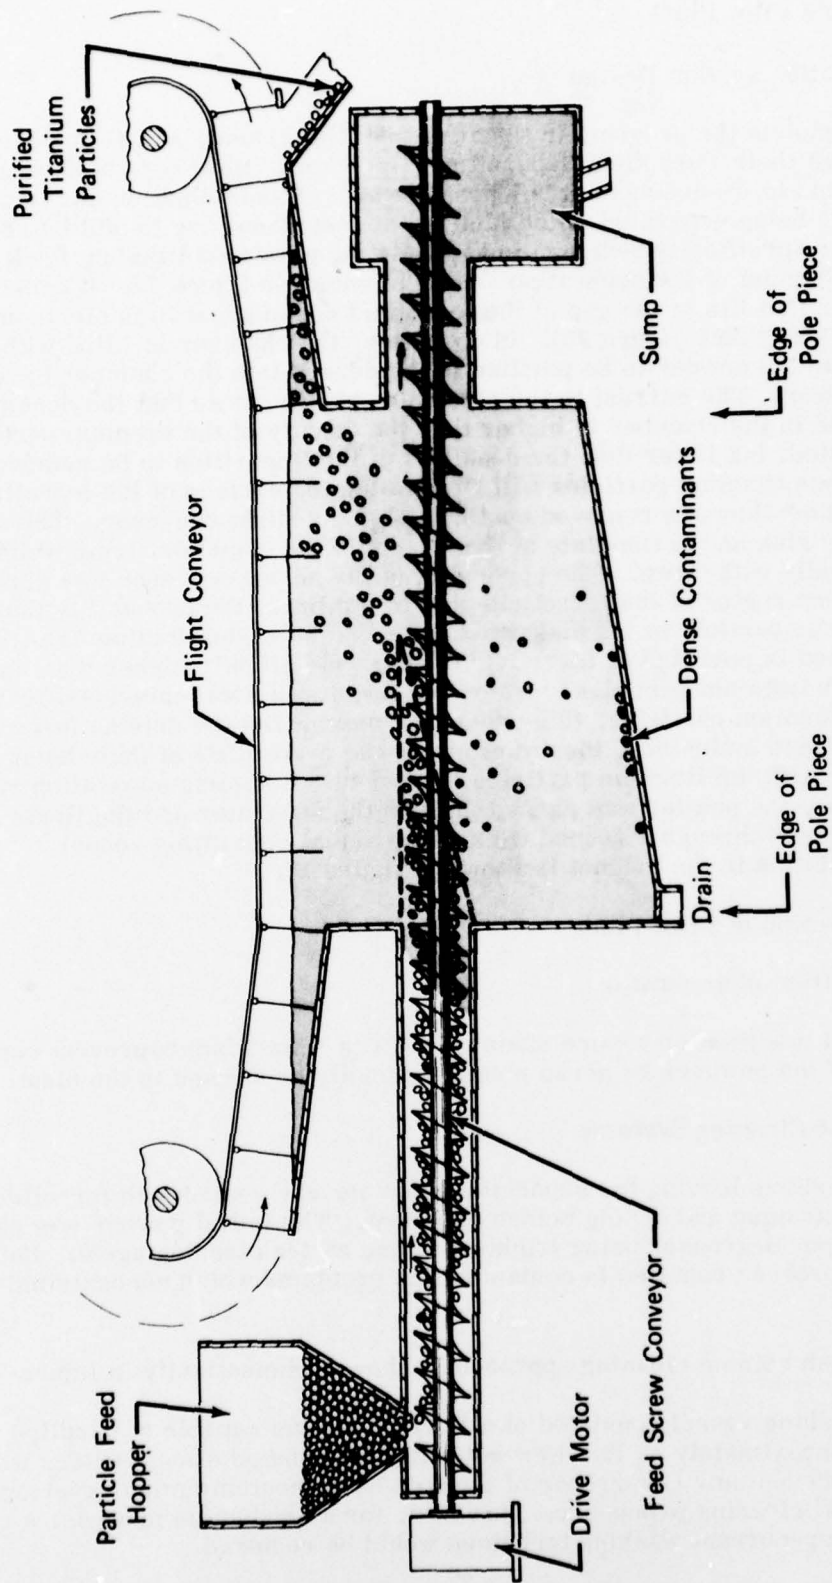 Purified
Titanium
Particles
Flight Conveyor
Particle Feed
Hopper
Sump
Edge of
Pole Piece
Dense Contaminants
Edge of
Pole Piece
Drain
Feed Screw Conveyor
Drive Motor